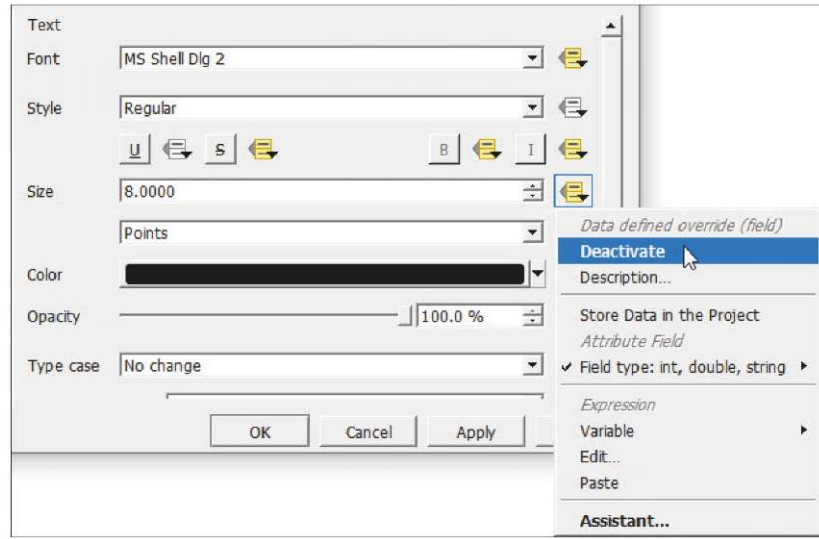 Text
Font MS Shell Dlg 2
Style Regular
U S B I
Size 8.0000
Points
Color
Opacity 100.0 %
Type case No change
OK Cancel Apply
Data defined override (field)
Deactivate
Description...
Store Data in the Project
Attribute Field
Field type: int, double, string
Expression
Variable
Edit...
Paste
Assistant...